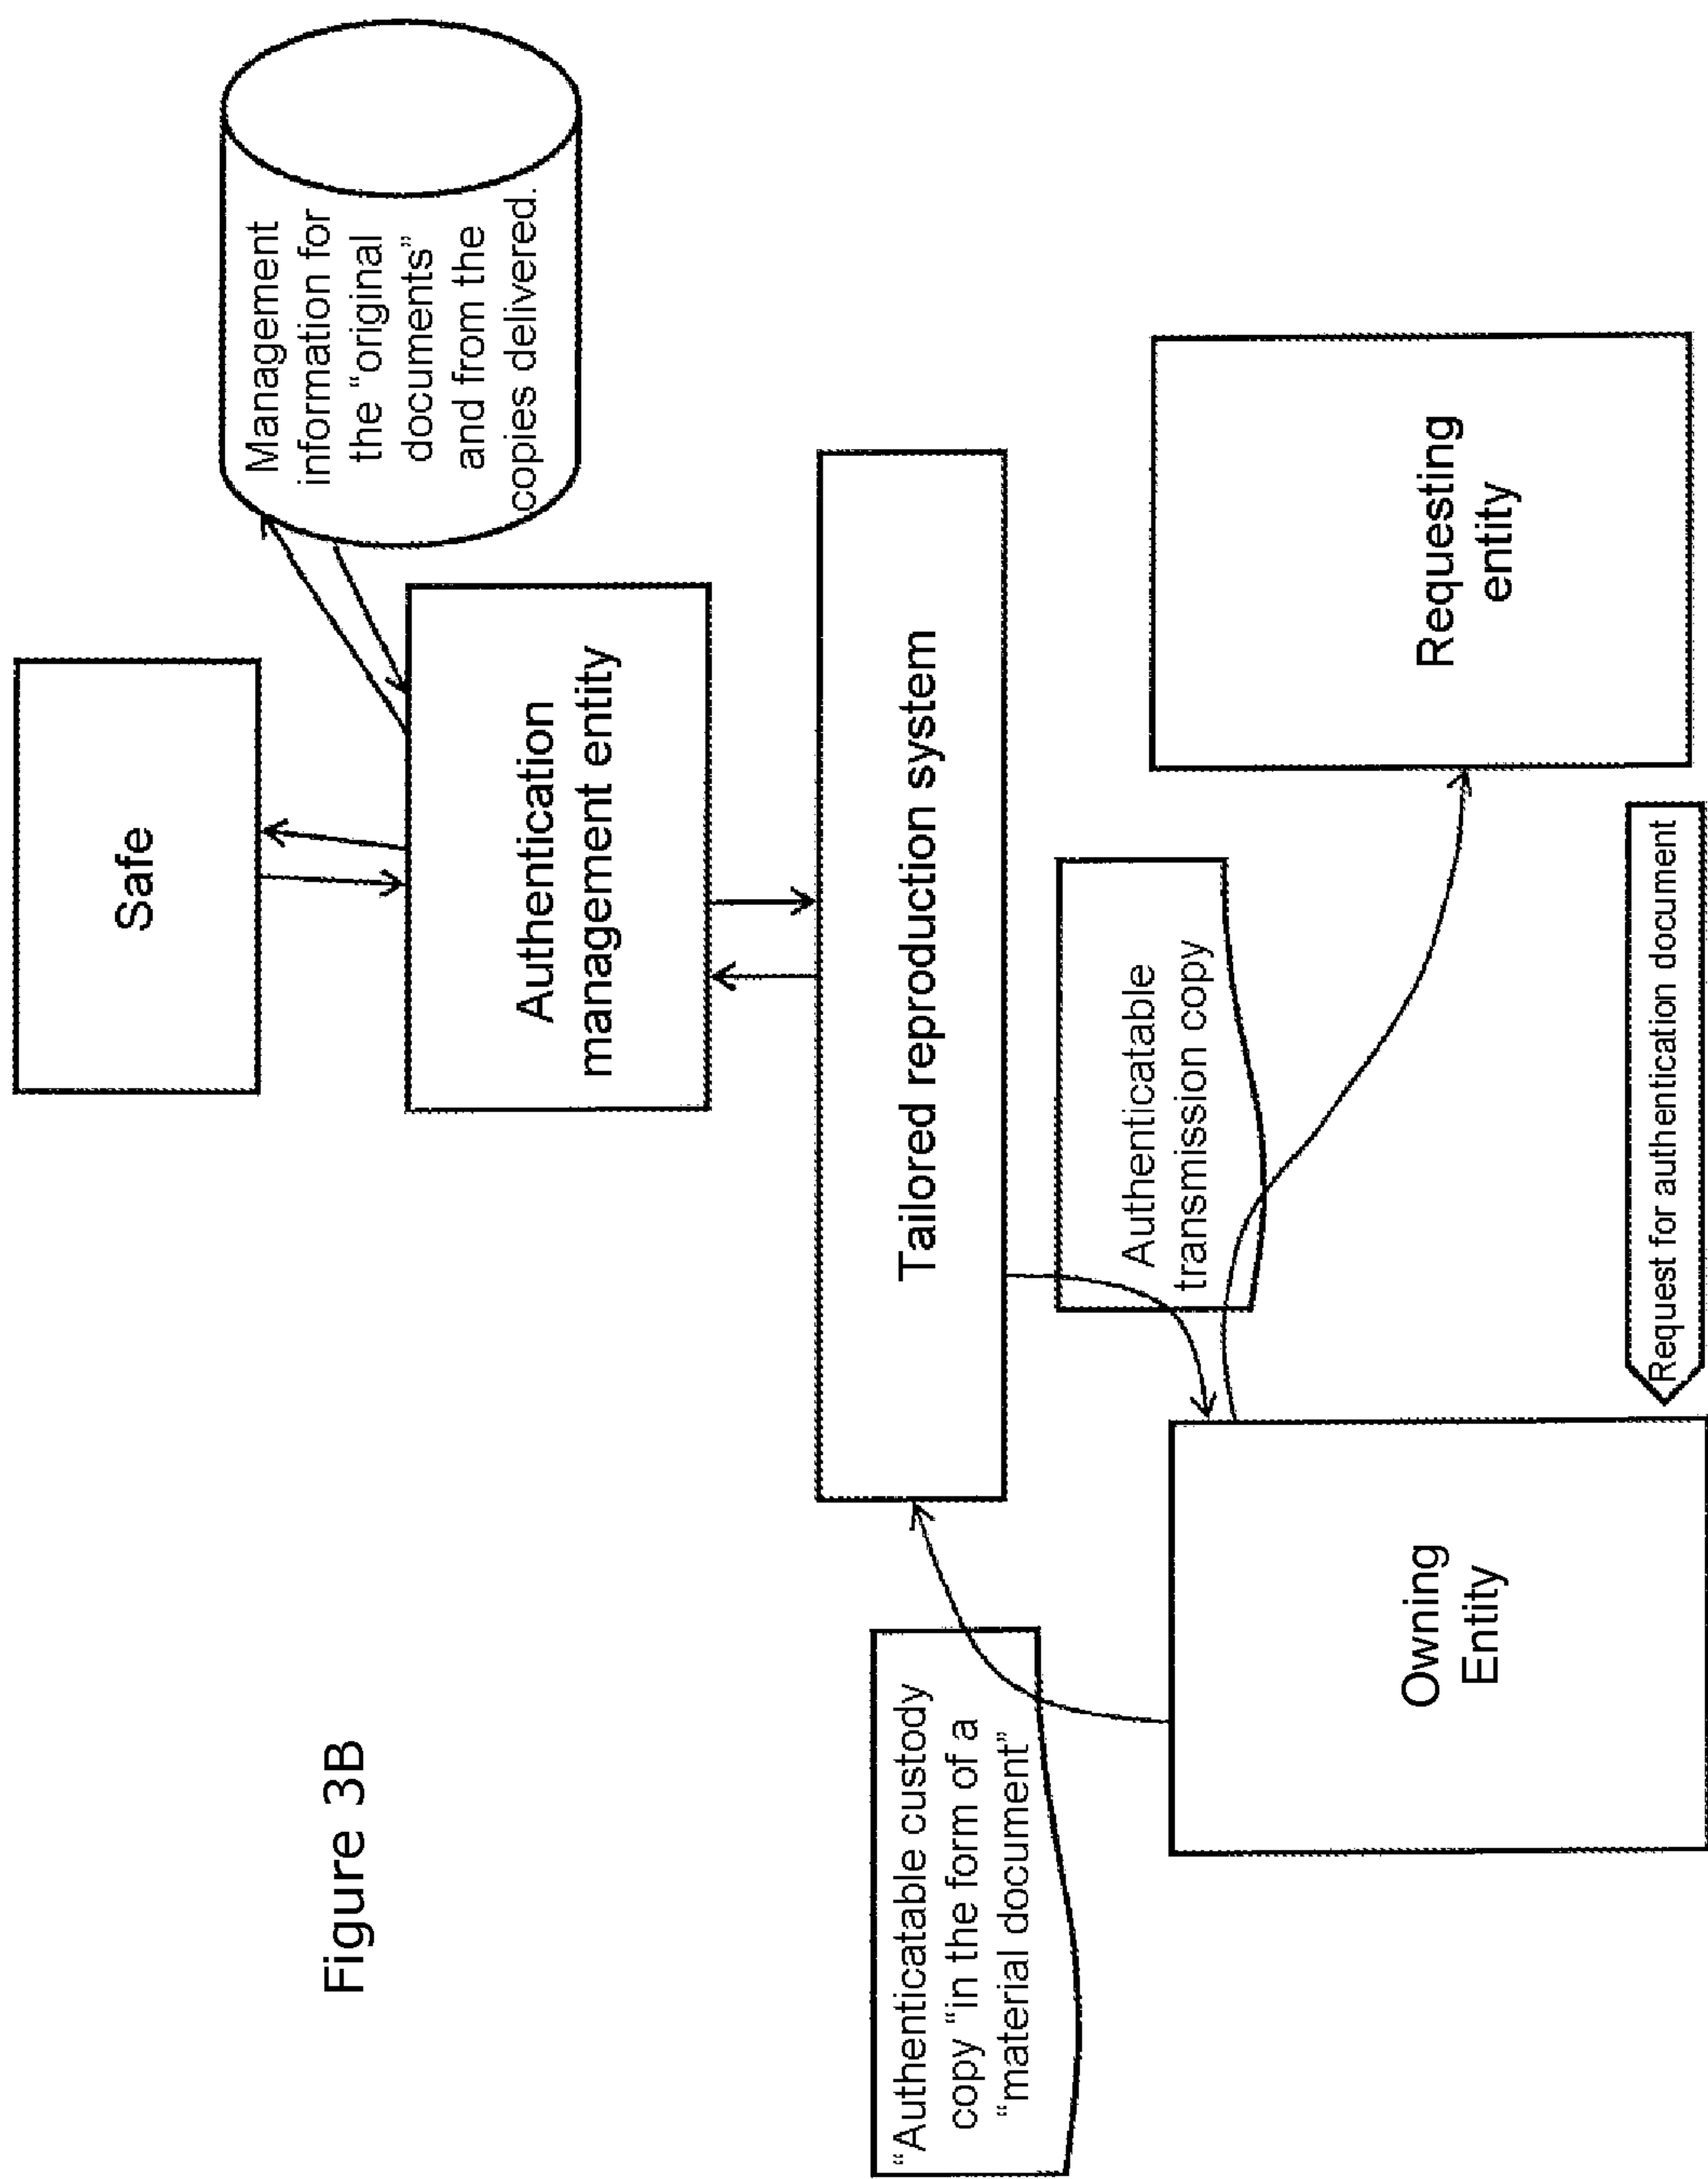 Figure 3B
Safe
Management
information for
the "original
documents"
and from the
copies delivered.
Authentication
management entity
Tailored reproduction system
"Authenticatable custody
copy "in the form of a
"material document"
Authenticatable
transmission copy
Owning
Entity
Requesting
entity
Request for authentication document